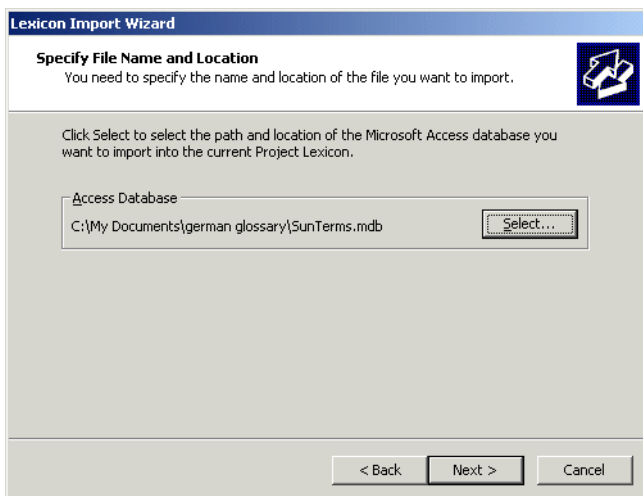 Lexicon Import Wizard
Specify File Name and Location
You need to specify the name and location of the file you want to import.
Click Select to select the path and location of the Microsoft Access database you
want to import into the current Project Lexicon.
Access Database
C:\My Documents\german glossary\SunTerms.mdb
Select...
< Back
Next >
Cancel